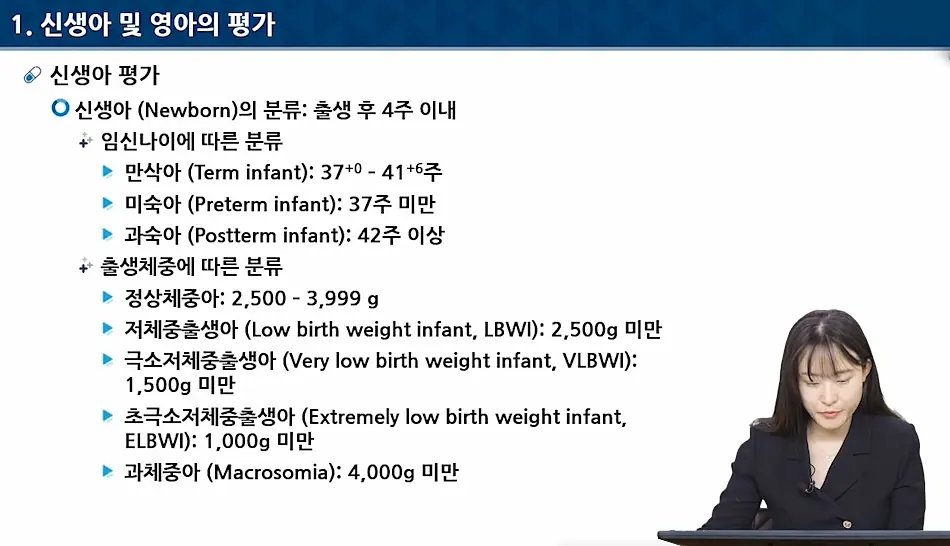 1. 신생아 및 영아의 평가
신생아 평가
신생아 (Newborn)의 분류: 출생 후 4주 이내
임신나이에 따른 분류
만삭아 (Term infant): 37⁺⁰ - 41⁺⁶주
미숙아 (Preterm infant): 37주 미만
과숙아 (Postterm infant): 42주 이상
출생체중에 따른 분류
정상체중아: 2,500 - 3,999 g
저체중출생아 (Low birth weight infant, LBWI): 2,500g 미만
극소저체중출생아 (Very low birth weight infant, VLBWI):
1,500g 미만
초극소저체중출생아 (Extremely low birth weight infant,
ELBWI): 1,000g 미만
과체중아 (Macrosomia): 4,000g 미만